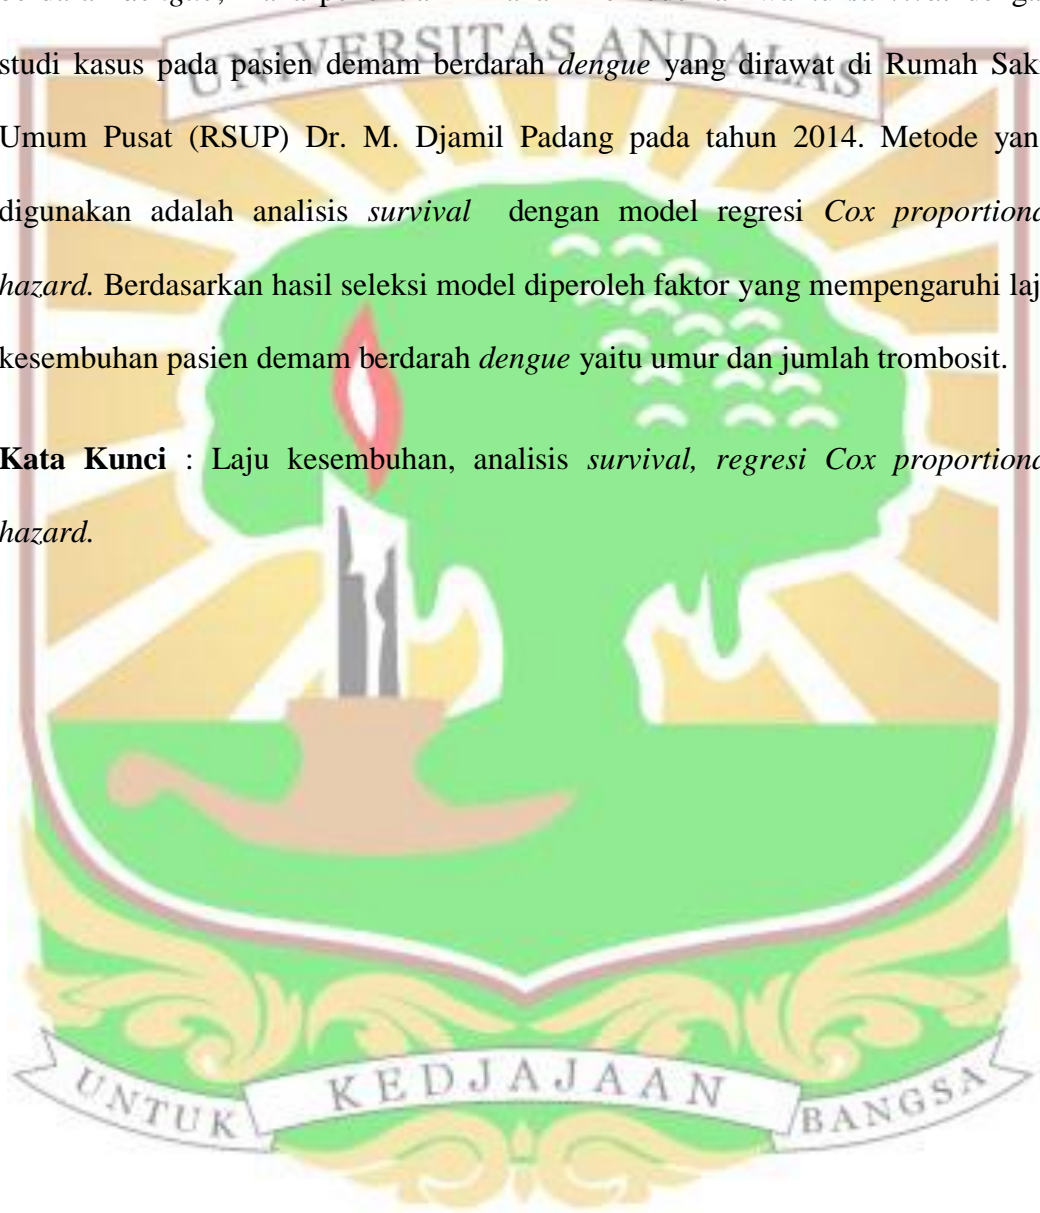 UNIVERSITAS ANDALAS
studi kasus pada pasien demam berdarah dengue yang dirawat di Rumah Saki
Umum Pusat (RSUP) Dr. M. Djamil Padang pada tahun 2014. Metode yan
digunakan adalah analisis survival dengan model regresi Cox proportiona
hazard. Berdasarkan hasil seleksi model diperoleh faktor yang mempengaruhi laj
kesembuhan pasien demam berdarah dengue yaitu umur dan jumlah trombosit.
Kata Kunci : Laju kesembuhan, analisis survival, regresi Cox proportiona
hazard.
UNTUK KEDJAJAAN BANGSA